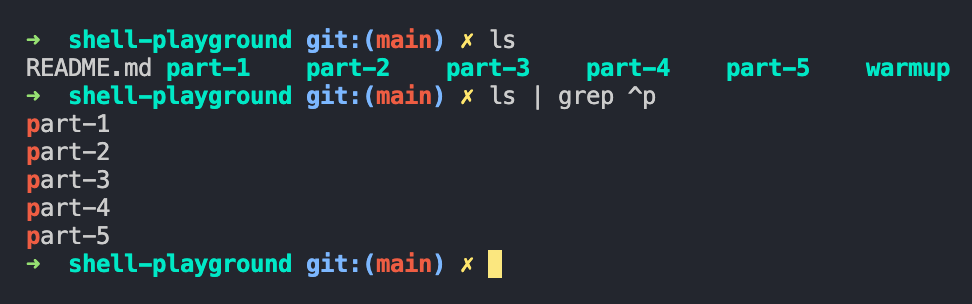 ➜  shell-playground git:(main) ✗ ls
README.md part-1    part-2    part-3    part-4    part-5    warmup
➜  shell-playground git:(main) ✗ ls | grep ^p
part-1
part-2
part-3
part-4
part-5
➜  shell-playground git:(main) ✗